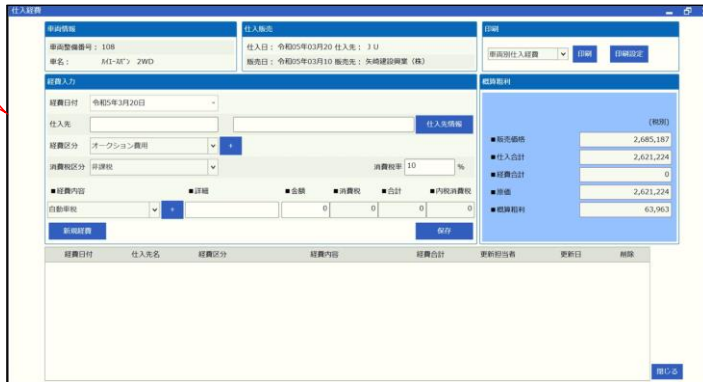 仕入経費
車両情報
車両整備番号： 108
車名： ﾊｲｴｰｽﾊﾞﾝ 2WD
仕入販売
仕入日： 令和05年03月20 仕入先： ＪＵ
販売日： 令和05年03月10 販売先： 矢崎建設興業（株）
印刷
車両別仕入経費 印刷 印刷設定
経費入力
経費日付 令和5年3月20日
仕入先 仕入先情報
経費区分 オークション費用 +
消費税区分 非課税 消費税率 10 %
■経費内容 ■詳細 ■金額 ■消費税 ■合計 ■内税消費税
自動車税 + 0 0 0 0
新規経費 保存
概算粗利
(税別)
■販売価格 2,685,187
■仕入合計 2,621,224
■経費合計 0
■原価 2,621,224
■概算粗利 63,963
経費日付 仕入先名 経費区分 経費内容 経費合計 更新担当者 更新日 削除
閉じる